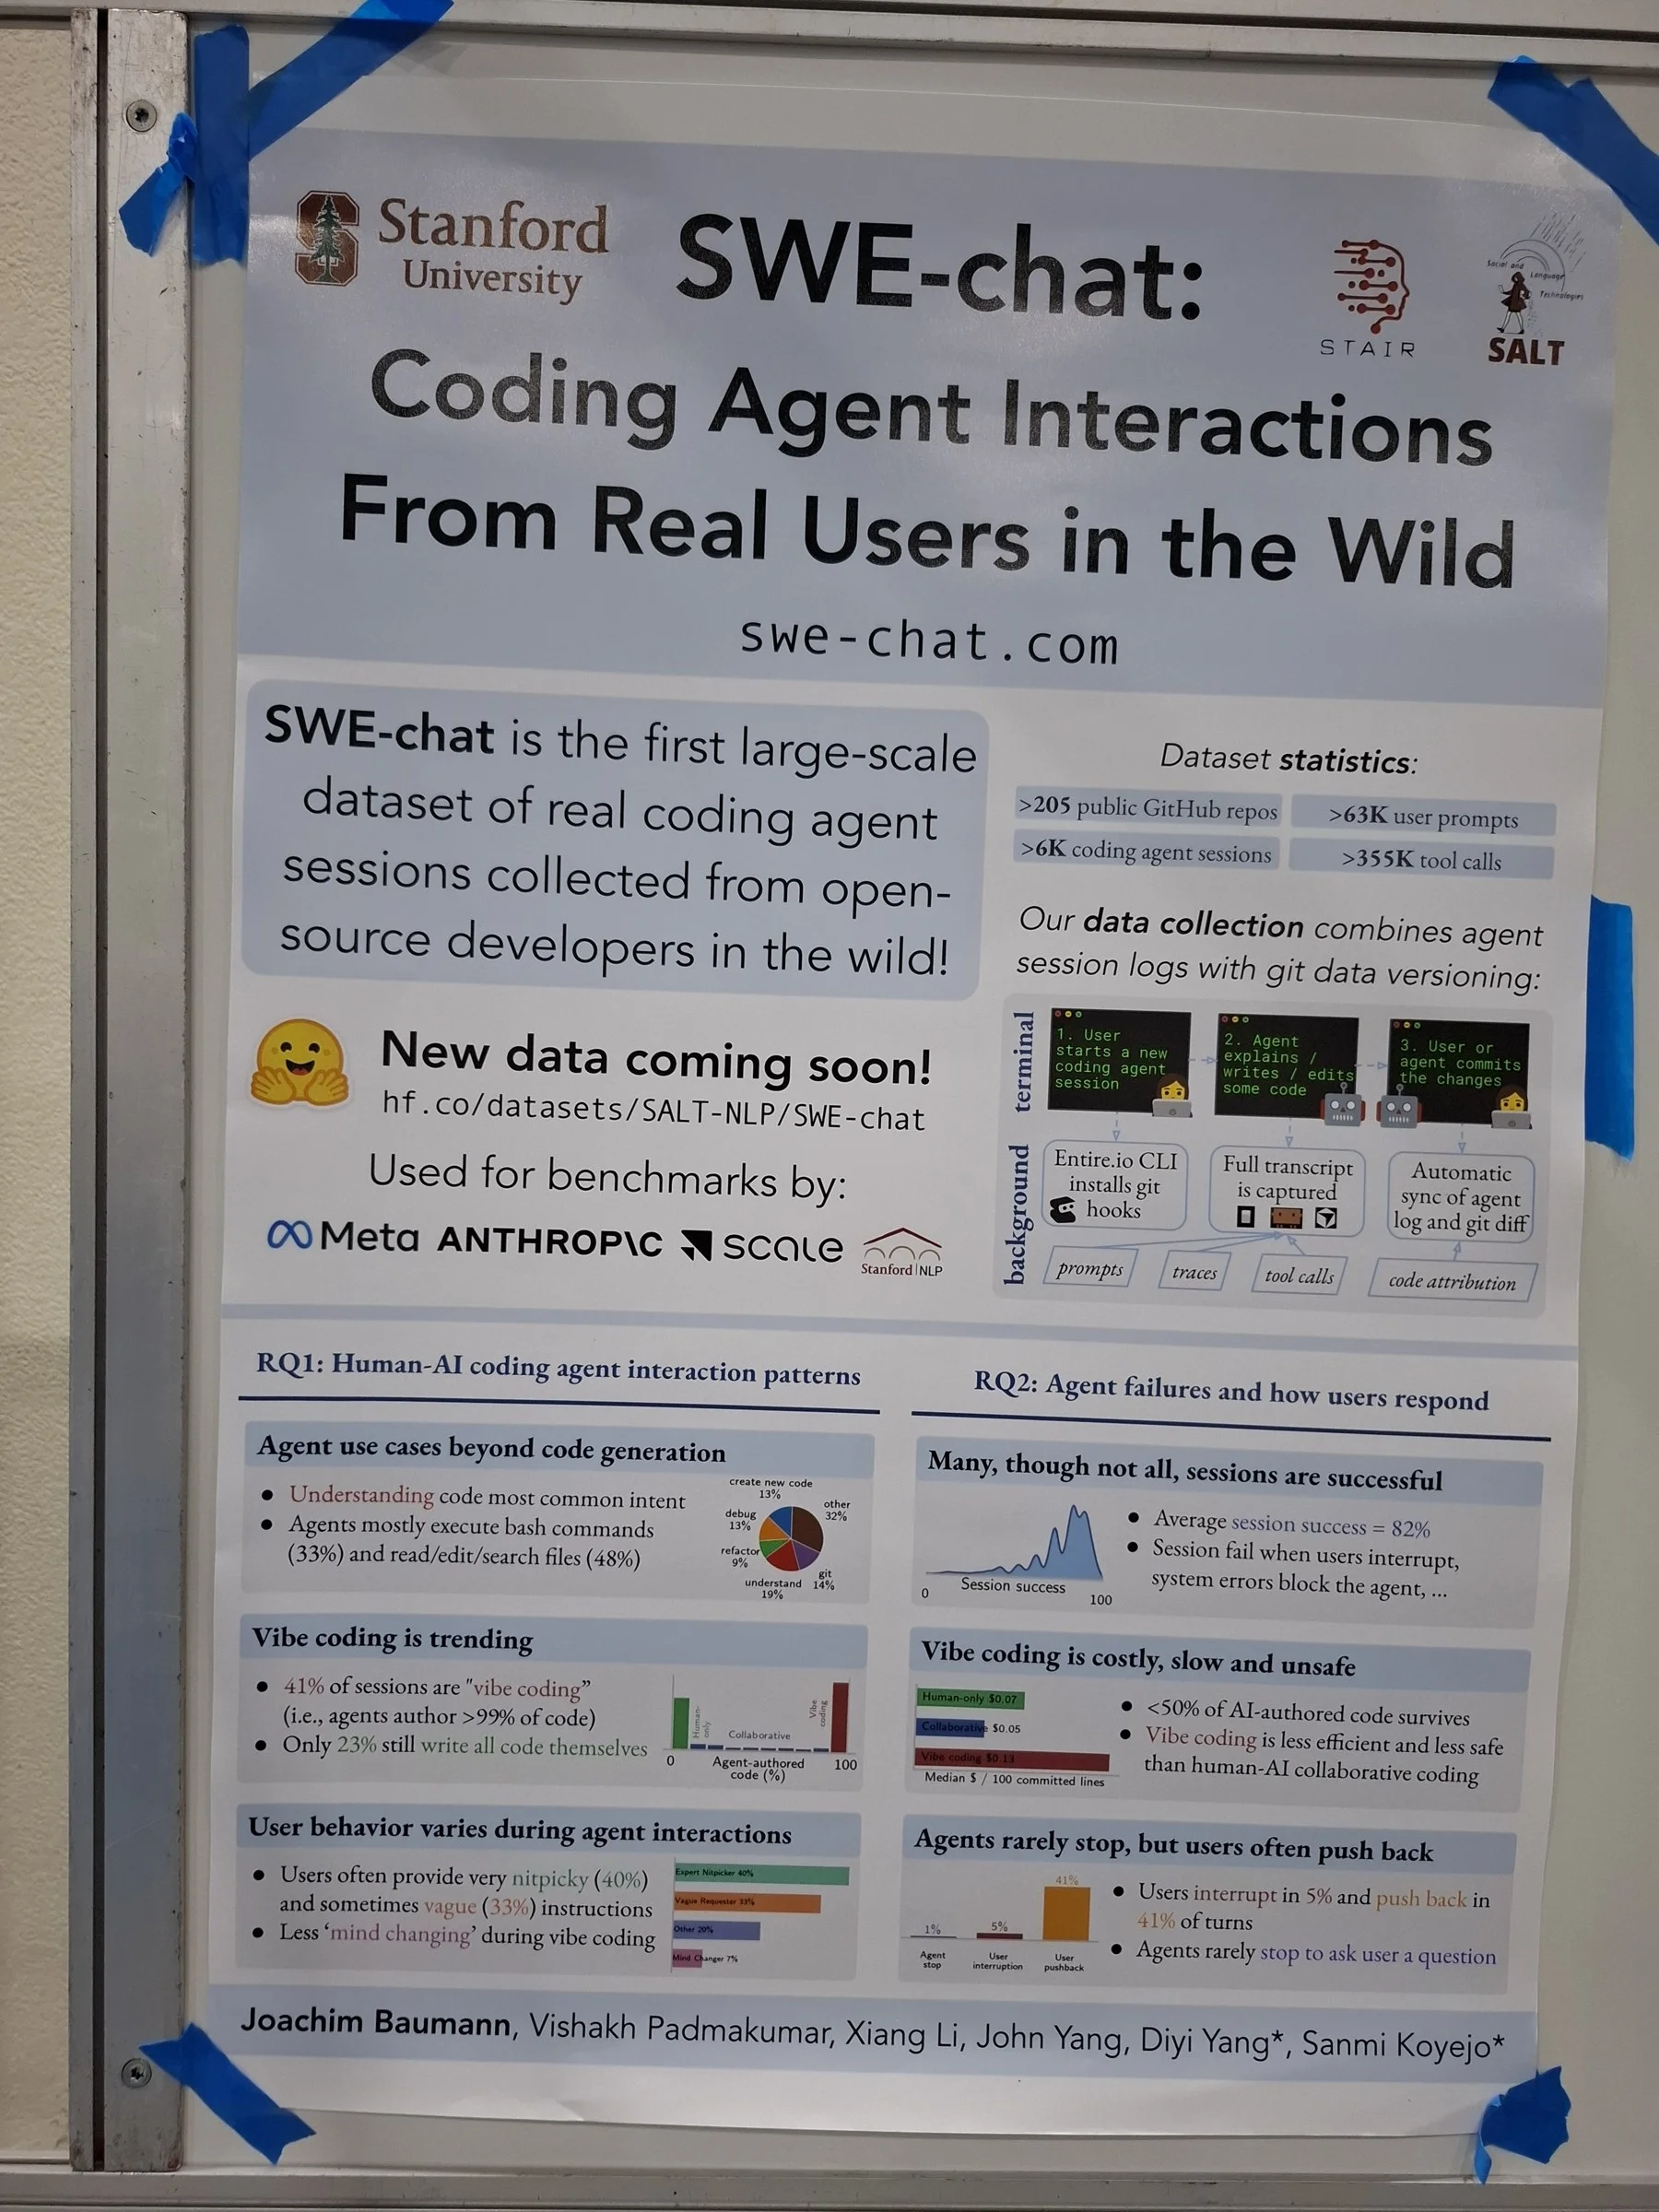 Stanford
University
SWE-chat:
STAIR
Social and
Language
Technologies
SALT
Coding Agent Interactions
From Real Users in the Wild
swe-chat.com
SWE-chat is the first large-scale
dataset of real coding agent
sessions collected from open-
source developers in the wild!
New data coming soon!
hf.co/datasets/SALT-NLP/SWE-chat
Used for benchmarks by:
Meta ANTHROP\C scale Stanford | NLP
Dataset statistics:
>205 public GitHub repos
>63K user prompts
>6K coding agent sessions
>355K tool calls
Our data collection combines agent
session logs with git data versioning:
terminal
1. User
starts a new
coding agent
session
2. Agent
explains /
writes / edits
some code
3. User or
agent commits
the changes
background
Entire.io CLI
installs git
hooks
Full transcript
is captured
Automatic
sync of agent
log and git diff
prompts
traces
tool calls
code attribution
RQ1: Human-AI coding agent interaction patterns
Agent use cases beyond code generation
● Understanding code most common intent
● Agents mostly execute bash commands
(33%) and read/edit/search files (48%)
create new code
13%
other
32%
debug
13%
refactor
9%
git
14%
understand
19%
Vibe coding is trending
● 41% of sessions are "vibe coding”
(i.e., agents author >99% of code)
● Only 23% still write all code themselves
Human-
only
Collaborative
Vibe
coding
0
Agent-authored
code (%)
100
User behavior varies during agent interactions
● Users often provide very nitpicky (40%)
and sometimes vague (33%) instructions
● Less ‘mind changing’ during vibe coding
Expert Nitpicker 40%
Vague Requester 33%
Other 20%
Mind Changer 7%
RQ2: Agent failures and how users respond
Many, though not all, sessions are successful
0
Session success
100
● Average session success = 82%
● Session fail when users interrupt,
system errors block the agent, ...
Vibe coding is costly, slow and unsafe
Human-only $0.07
Collaborative $0.05
Vibe coding $0.13
Median $ / 100 committed lines
● <50% of AI-authored code survives
● Vibe coding is less efficient and less safe
than human-AI collaborative coding
Agents rarely stop, but users often push back
1%
5%
41%
Agent
stop
User
interruption
User
pushback
● Users interrupt in 5% and push back in
41% of turns
● Agents rarely stop to ask user a question
Joachim Baumann, Vishakh Padmakumar, Xiang Li, John Yang, Diyi Yang*, Sanmi Koyejo*